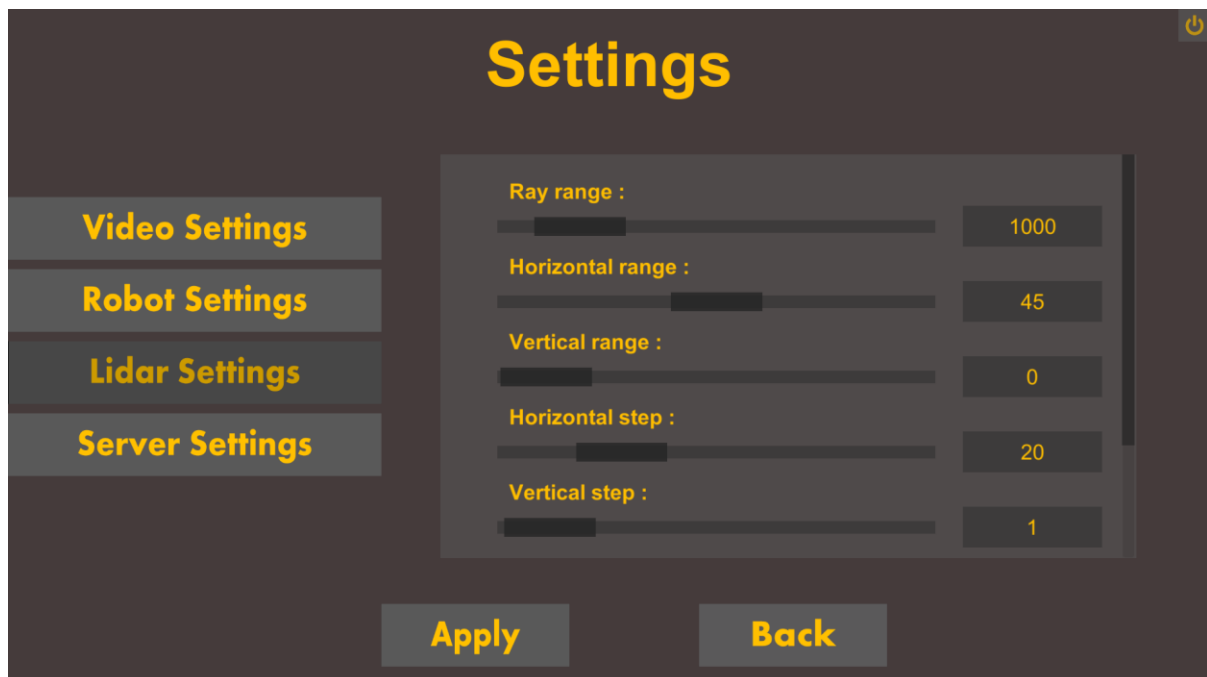 Settings
Video Settings
Robot Settings
Lidar Settings
Server Settings
Ray range :
1000
Horizontal range :
45
Vertical range :
0
Horizontal step :
20
Vertical step :
1
Apply
Back